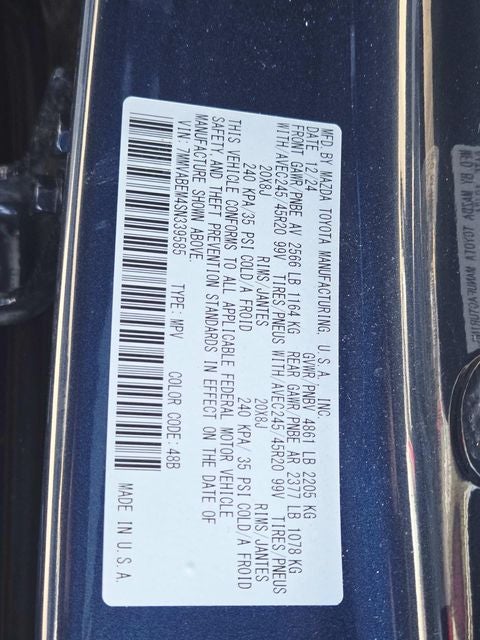 MFD BY MAZDA TOYOTA MANUFACTURING, U.S.A., INC.
DATE 12/24 GVWR/PNBV 4861 LB 2205 KG
FRONT GAWR/PNBE AV 2566 LB 1164 KG REAR GAWR/PNBE AR 2377 LB 1078 KG
WITH AVEC245/45R20 99V TIRES/PNEUS WITH AVEC245/45R20 99V TIRES/PNEUS
20X8J RIMS/JANTES 20X8J RIMS/JANTES
240 KPA/35 PSI COLD/A FROID 240 KPA/35 PSI COLD/A FROID
THIS VEHICLE CONFORMS TO ALL APPLICABLE FEDERAL MOTOR VEHICLE
SAFETY AND THEFT PREVENTION STANDARDS IN EFFECT ON THE DATE OF
MANUFACTURE SHOWN ABOVE.
VIN: 7MMVABEM4SN339585 TYPE: MPV COLOR CODE: 48B MADE IN U.S.A.